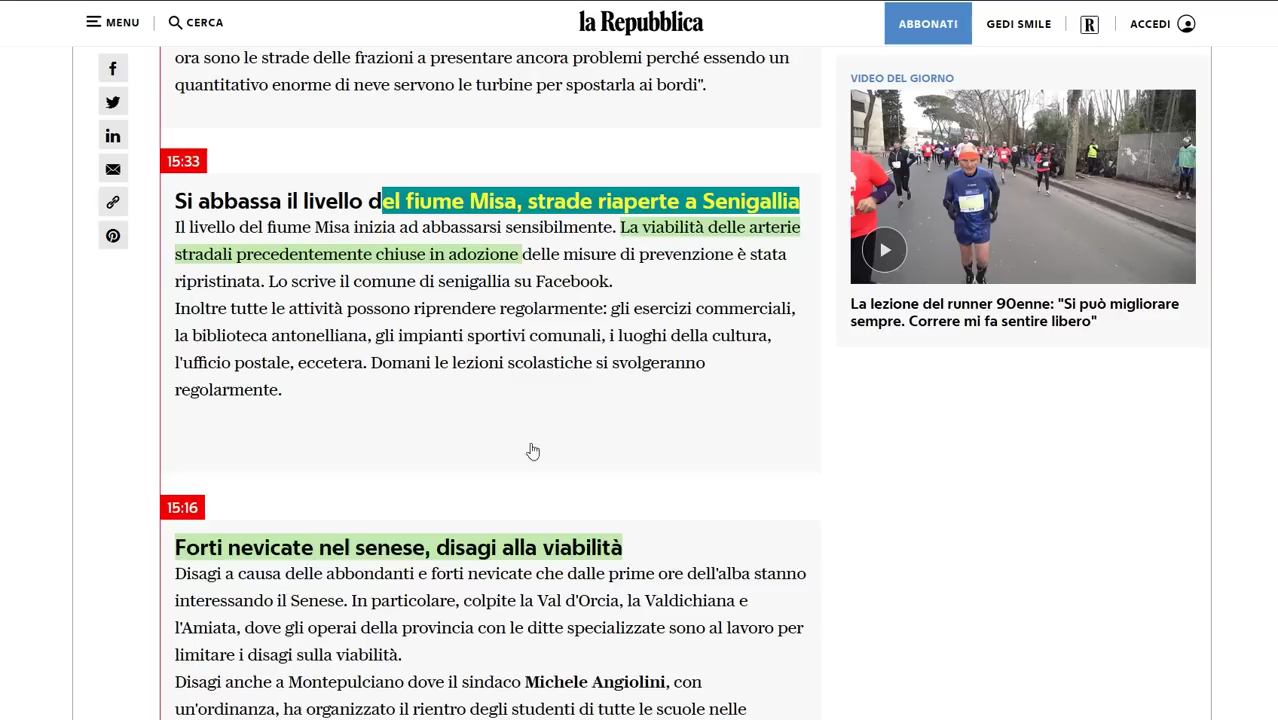 MENU
CERCA
la Repubblica
ABBONATI
GEDI SMILE
R
ACCEDI
ora sono le strade delle frazioni a presentare ancora problemi perché essendo un
quantitativo enorme di neve servono le turbine per spostarla ai bordi".
15:33
Si abbassa il livello del fiume Misa, strade riaperte a Senigallia
Il livello del fiume Misa inizia ad abbassarsi sensibilmente. La viabilità delle arterie
stradali precedentemente chiuse in adozione delle misure di prevenzione è stata
ripristinata. Lo scrive il comune di senigallia su Facebook.
Inoltre tutte le attività possono riprendere regolarmente: gli esercizi commerciali,
la biblioteca antonelliana, gli impianti sportivi comunali, i luoghi della cultura,
l'ufficio postale, eccetera. Domani le lezioni scolastiche si svolgeranno
regolarmente.
15:16
Forti nevicate nel senese, disagi alla viabilità
Disagi a causa delle abbondanti e forti nevicate che dalle prime ore dell'alba stanno
interessando il Senese. In particolare, colpite la Val d'Orcia, la Valdichiana e
l'Amiata, dove gli operai della provincia con le ditte specializzate sono al lavoro per
limitare i disagi sulla viabilità.
Disagi anche a Montepulciano dove il sindaco Michele Angiolini, con
un'ordinanza, ha organizzato il rientro degli studenti di tutte le scuole nelle
VIDEO DEL GIORNO
La lezione del runner 90enne: "Si può migliorare
sempre. Correre mi fa sentire libero"